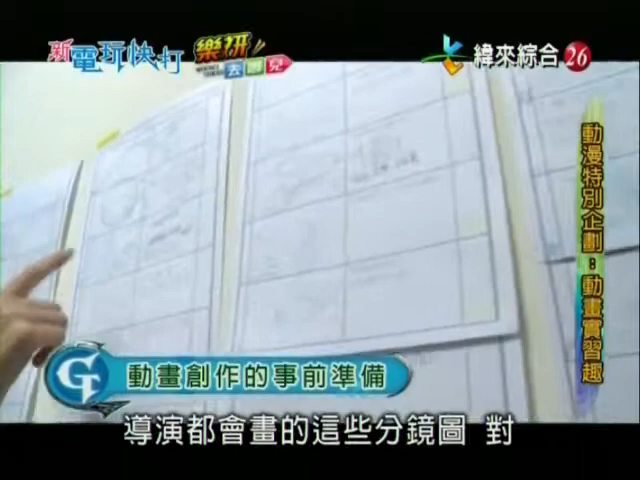 新電玩快打
樂玩
去哪兒
緯來綜合 26
動漫特別企劃：動畫實習趣
動畫創作的事前準備
導演都會畫的這些分鏡圖 對